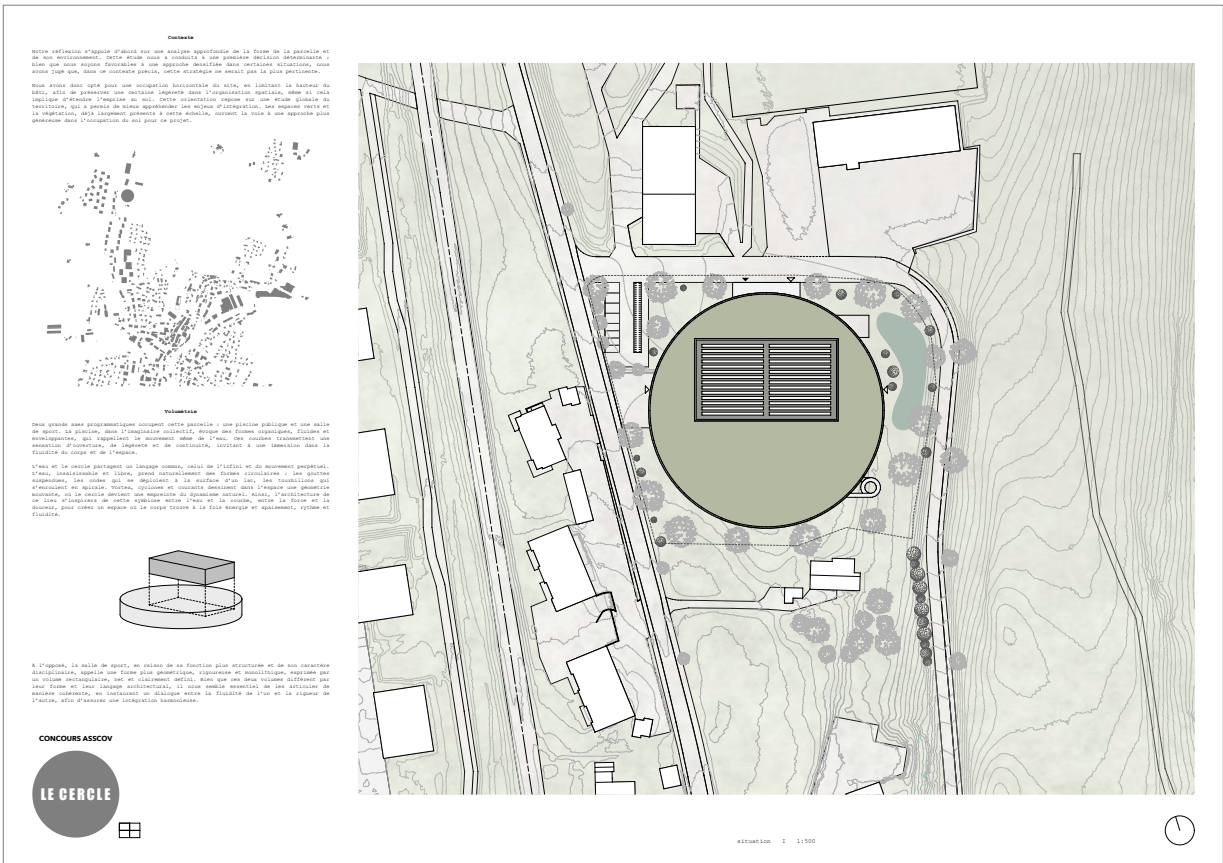 Contexte
Notre réflexion s'appuie d'abord sur une analyse approfondie de la forme de la parcelle et
de son environnement. Cette étude nous a conduits à une première décision déterminante :
bien que nous soyons favorables à une approche densifiée dans certaines situations, nous
avons jugé que, dans ce contexte précis, cette stratégie ne serait pas la plus pertinente.
Nous avons donc opté pour une occupation horizontale du site, en limitant la hauteur du
bâti, afin de préserver une certaine légèreté dans l'organisation spatiale, même si cela
implique d'étendre l'emprise au sol. Cette orientation repose sur une étude globale du
territoire, qui a permis de mieux appréhender les enjeux d'intégration. Les espaces verts et
la végétation, déjà largement présents à cette échelle, ouvrent la voie à une approche plus
généreuse dans l'occupation du sol pour ce projet.
Volumétrie
Deux grands axes programmatiques occupent cette parcelle : une piscine publique et une salle
de sport. La piscine, dans l'imaginaire collectif, évoque des formes organiques, fluides et
enveloppantes, qui rappellent le mouvement même de l'eau. Ces courbes transmettent une
sensation d'ouverture, de légèreté et de continuité, invitant à une immersion dans la
fluidité du corps et de l'espace.
L'eau et le cercle partagent un langage commun, celui de l'infini et du mouvement perpétuel.
L'eau, insaisissable et libre, prend naturellement des formes circulaires : les gouttes
suspendues, les ondes qui se déploient à la surface d'un lac, les tourbillons qui
s'enroulent en spirale. Vortex, cyclones et courants dessinent dans l'espace une géométrie
mouvante, où le cercle devient une empreinte du dynamisme naturel. Ainsi, l'architecture de
ce lieu s'inspirera de cette symbiose entre l'eau et la courbe, entre la force et la
douceur, pour créer un espace où le corps trouve à la fois énergie et apaisement, rythme et
fluidité.
A l'opposé, la salle de sport, en raison de sa fonction plus structurée et de son caractère
disciplinaire, appelle une forme plus géométrique, rigoureuse et monolithique, exprimée par
un volume rectangulaire, net et clairement défini. Bien que ces deux volumes diffèrent par
leur forme et leur langage architectural, il nous semble essentiel de les articuler de
manière cohérente, en instaurant un dialogue entre la fluidité de l'un et la rigueur de
l'autre, afin d'assurer une intégration harmonieuse.
CONCOURS ASSCOV
LE CERCLE
situation I 1:500